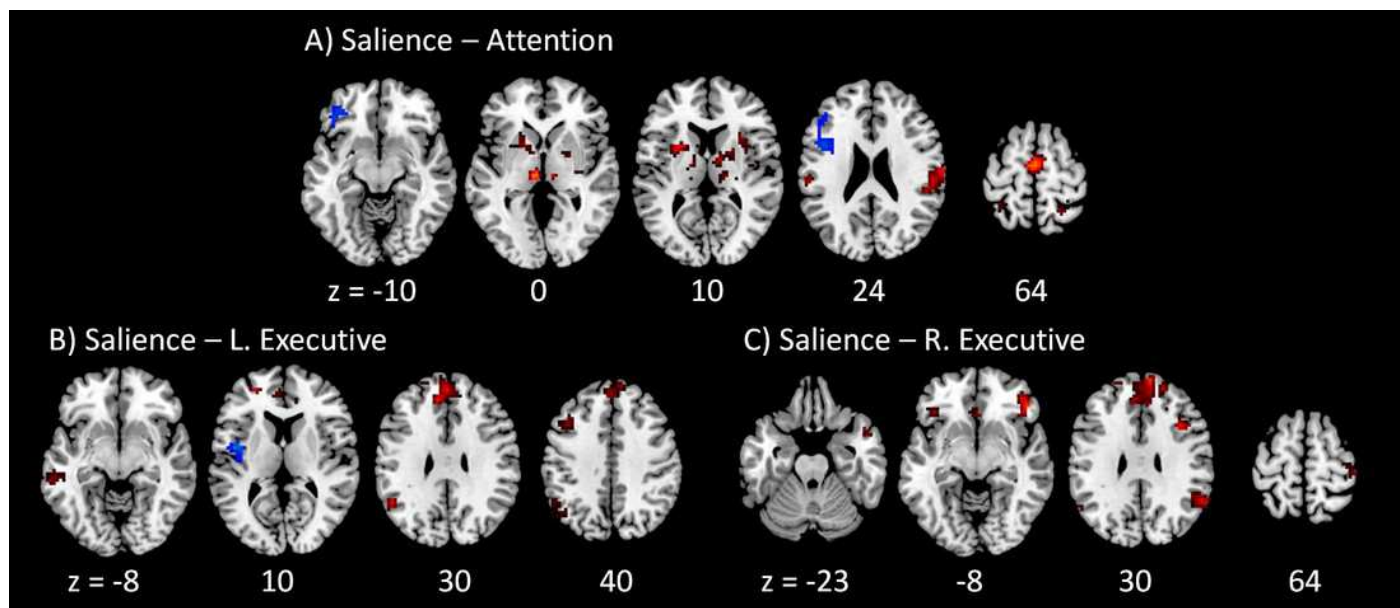 A) Salience – Attention
z = -10 0 10 24 64
B) Salience – L. Executive
z = -8 10 30 40
C) Salience – R. Executive
z = -23 -8 30 64